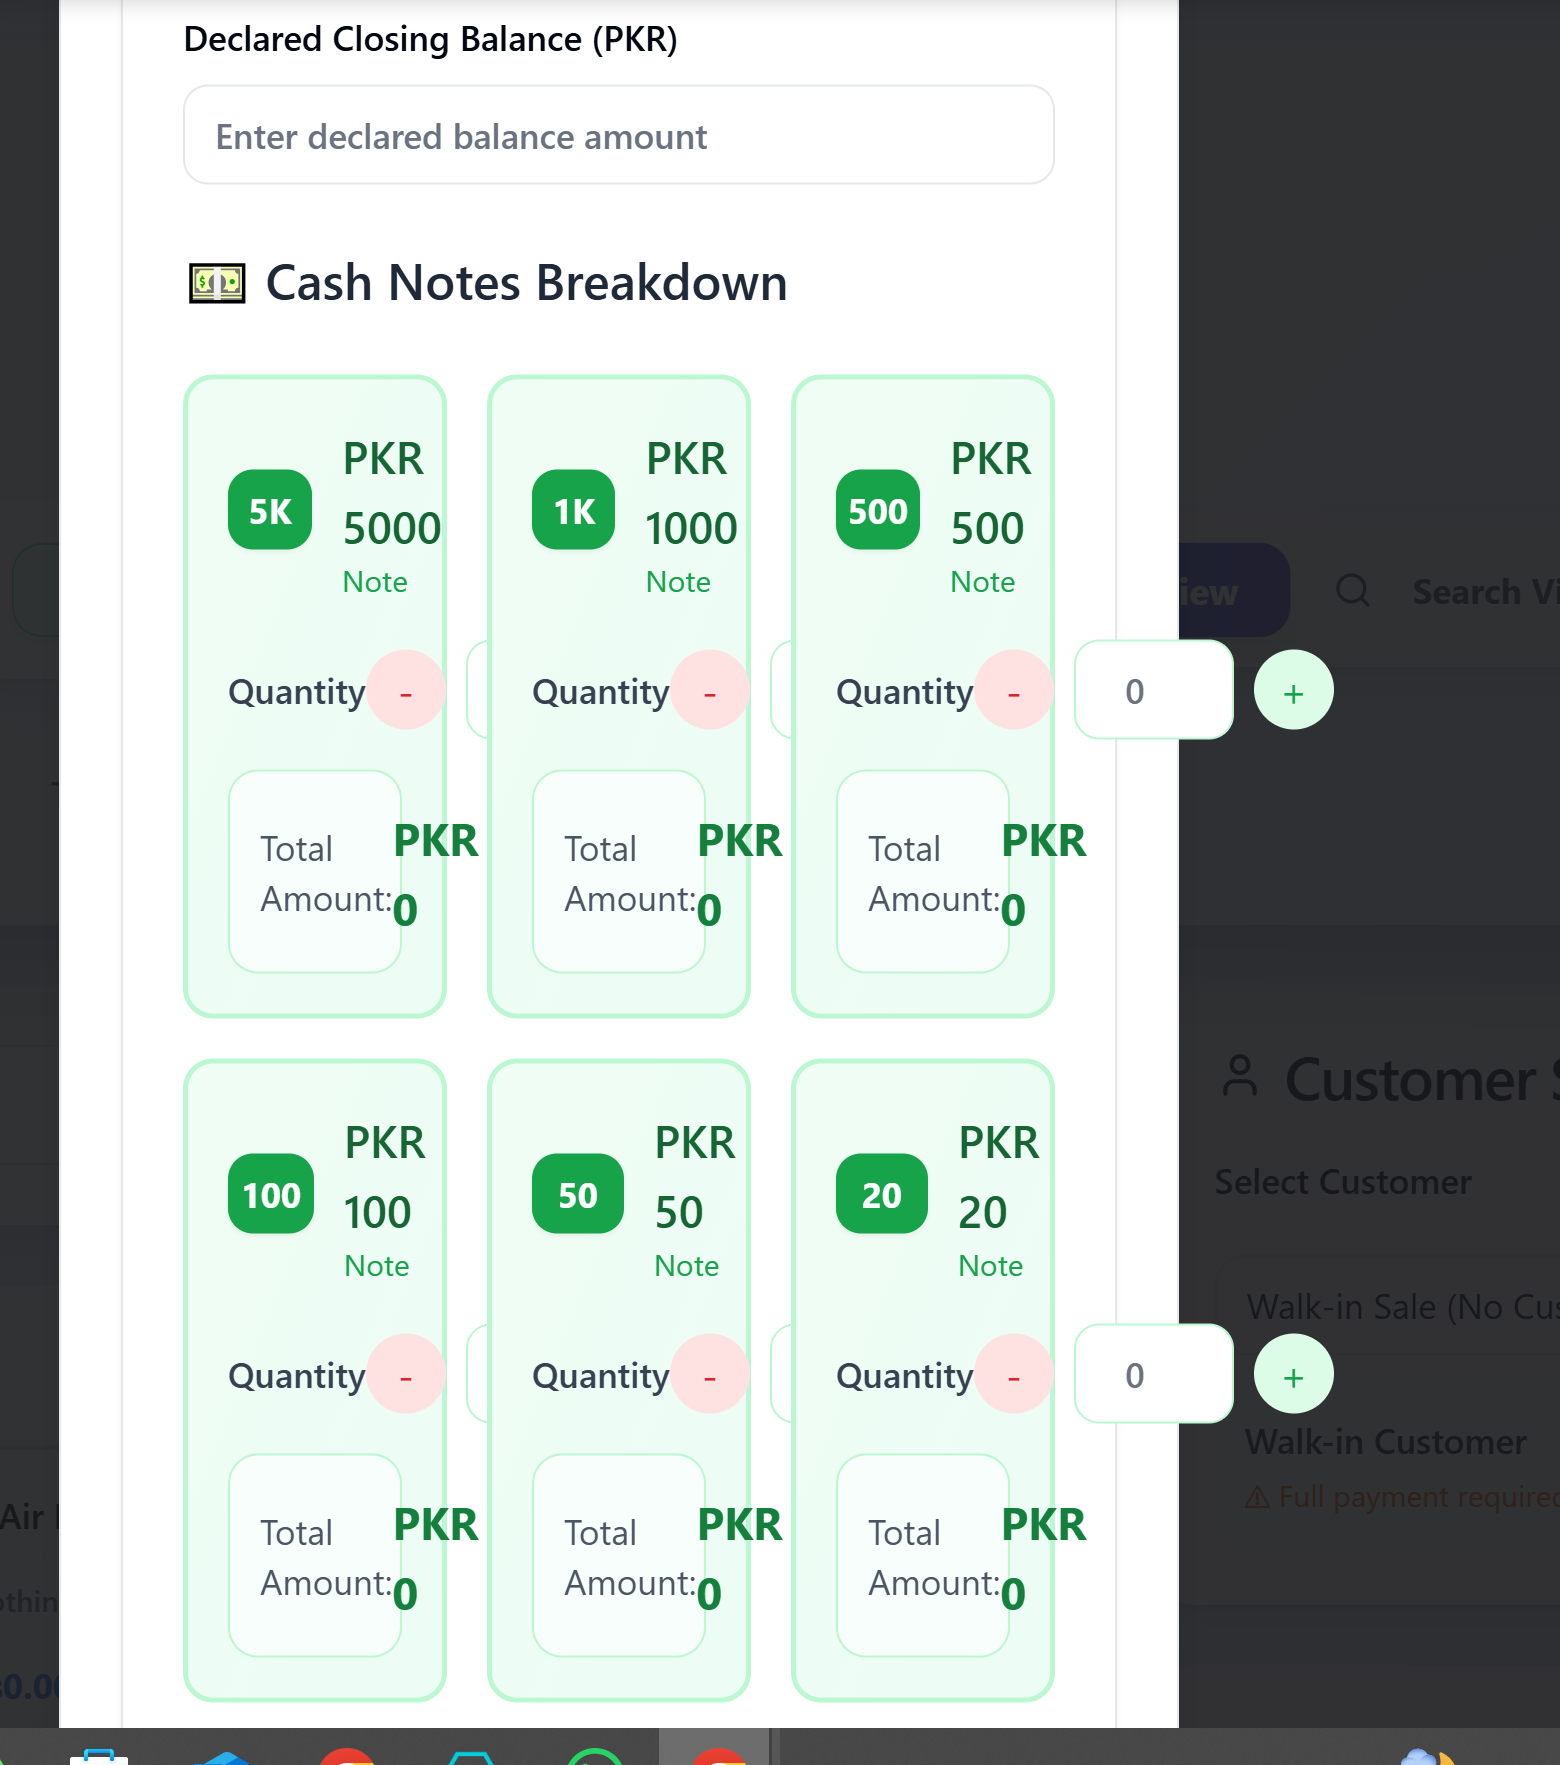 Declared Closing Balance (PKR)
Enter declared balance amount
Cash Notes Breakdown
5K
PKR
5000
Note
1K
PKR
1000
Note
500
PKR
500
Note
iew
Search Vi
Quantity - 
Quantity - 
Quantity - 0 +
Total
Amount:
PKR
0
Total
Amount:
PKR
0
Total
Amount:
PKR
0
100
PKR
100
Note
50
PKR
50
Note
20
PKR
20
Note
Customer S
Select Customer
Walk-in Sale (No Cus
Quantity - 
Quantity - 
Quantity - 0 +
Walk-in Customer
Full payment required
Air
othin
Total
Amount:
PKR
0
Total
Amount:
PKR
0
Total
Amount:
PKR
0
0.00